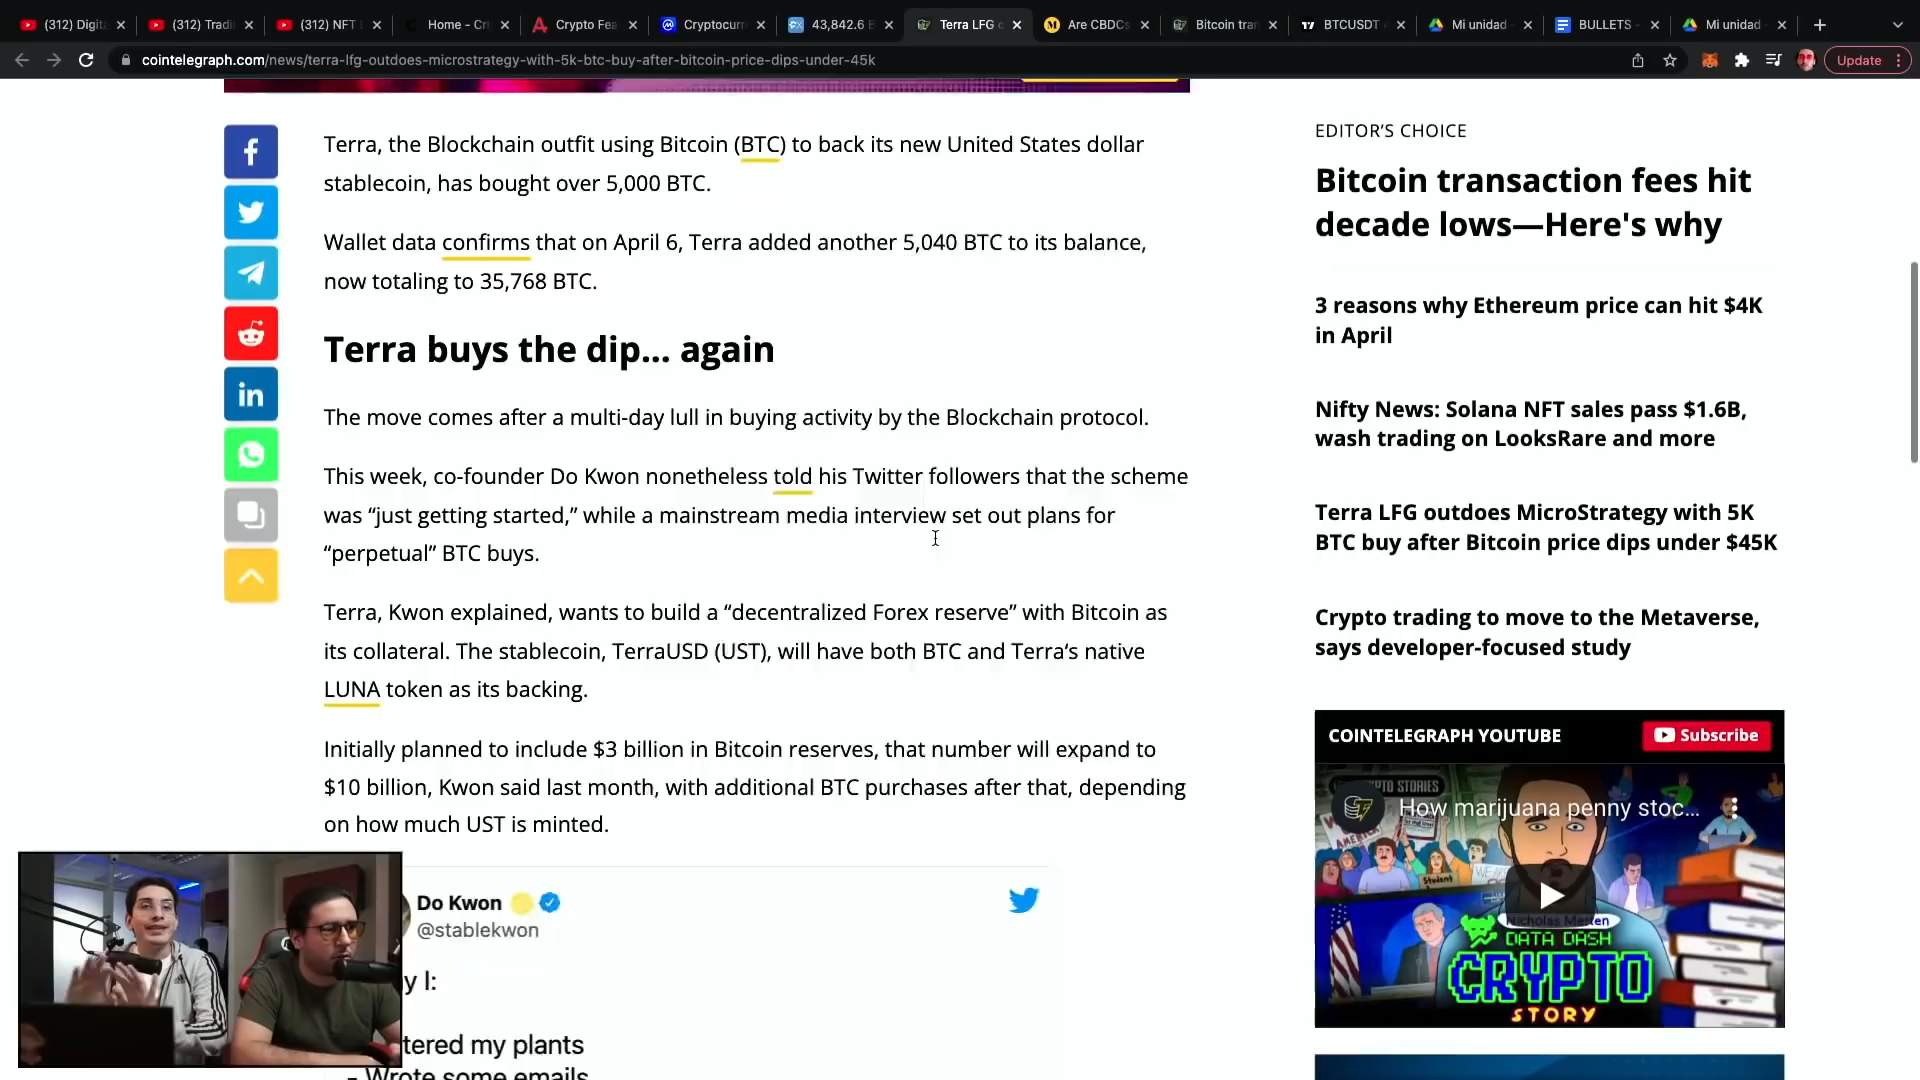 (312) Digit
(312) Tradi
(312) NFT
Home - Cri
Crypto Fea
Cryptocurr
43,842.6 B
Terra LFG o
Are CBDCs
Bitcoin tran
BTCUSDT
Mi unidad -
BULLETS -
Mi unidad -
cointelegraph.com/news/terra-lfg-outdoes-microstrategy-with-5k-btc-buy-after-bitcoin-price-dips-under-45k
Update
Terra, the Blockchain outfit using Bitcoin (BTC) to back its new United States dollar
stablecoin, has bought over 5,000 BTC.
Wallet data confirms that on April 6, Terra added another 5,040 BTC to its balance,
now totaling to 35,768 BTC.
Terra buys the dip... again
The move comes after a multi-day lull in buying activity by the Blockchain protocol.
This week, co-founder Do Kwon nonetheless told his Twitter followers that the scheme
was “just getting started,” while a mainstream media interview set out plans for
“perpetual” BTC buys.
Terra, Kwon explained, wants to build a “decentralized Forex reserve” with Bitcoin as
its collateral. The stablecoin, TerraUSD (UST), will have both BTC and Terra’s native
LUNA token as its backing.
Initially planned to include $3 billion in Bitcoin reserves, that number will expand to
$10 billion, Kwon said last month, with additional BTC purchases after that, depending
on how much UST is minted.
Do Kwon
@stablekwon
y I:
tered my plants
- Wrote some emails
EDITOR’S CHOICE
Bitcoin transaction fees hit
decade lows—Here's why
3 reasons why Ethereum price can hit $4K
in April
Nifty News: Solana NFT sales pass $1.6B,
wash trading on LooksRare and more
Terra LFG outdoes MicroStrategy with 5K
BTC buy after Bitcoin price dips under $45K
Crypto trading to move to the Metaverse,
says developer-focused study
COINTELEGRAPH YOUTUBE
Subscribe
PTO STORIES
How marijuana penny stoc...
Student
Nicholas Merten
DATA DASH
CRYPTO
STORY